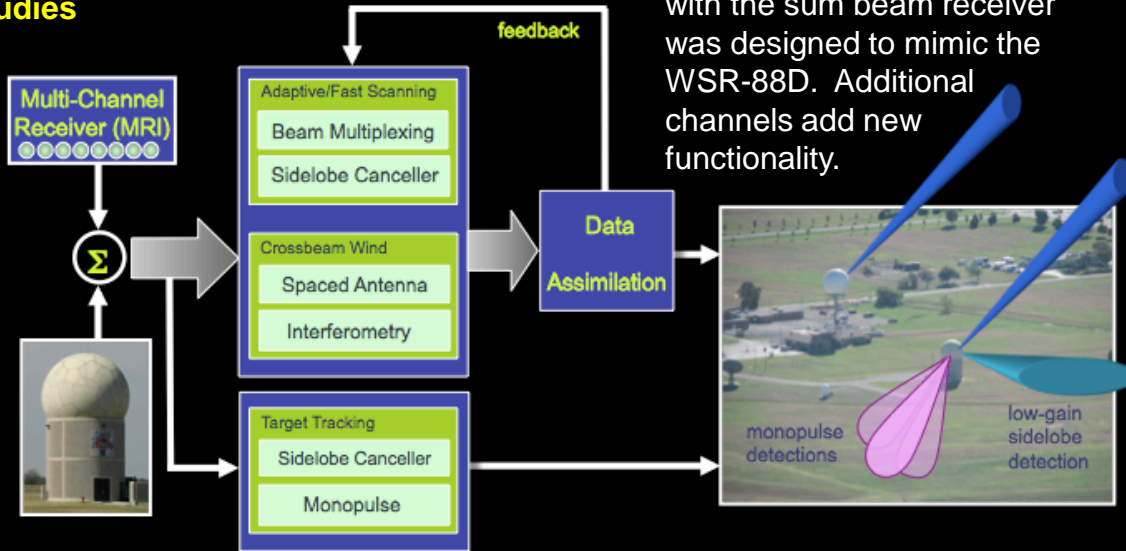 udies
with the sum beam receiver
was designed to mimic the
WSR-88D. Additional
channels add new
functionality.
feedback
Multi-Channel
Receiver (MRI)
Σ
Adaptive/Fast Scanning
Beam Multiplexing
Sidelobe Canceller
Crossbeam Wind
Spaced Antenna
Interferometry
Data
Assimilation
Target Tracking
Sidelobe Canceller
Monopulse
monopulse
detections
low-gain
sidelobe
detection